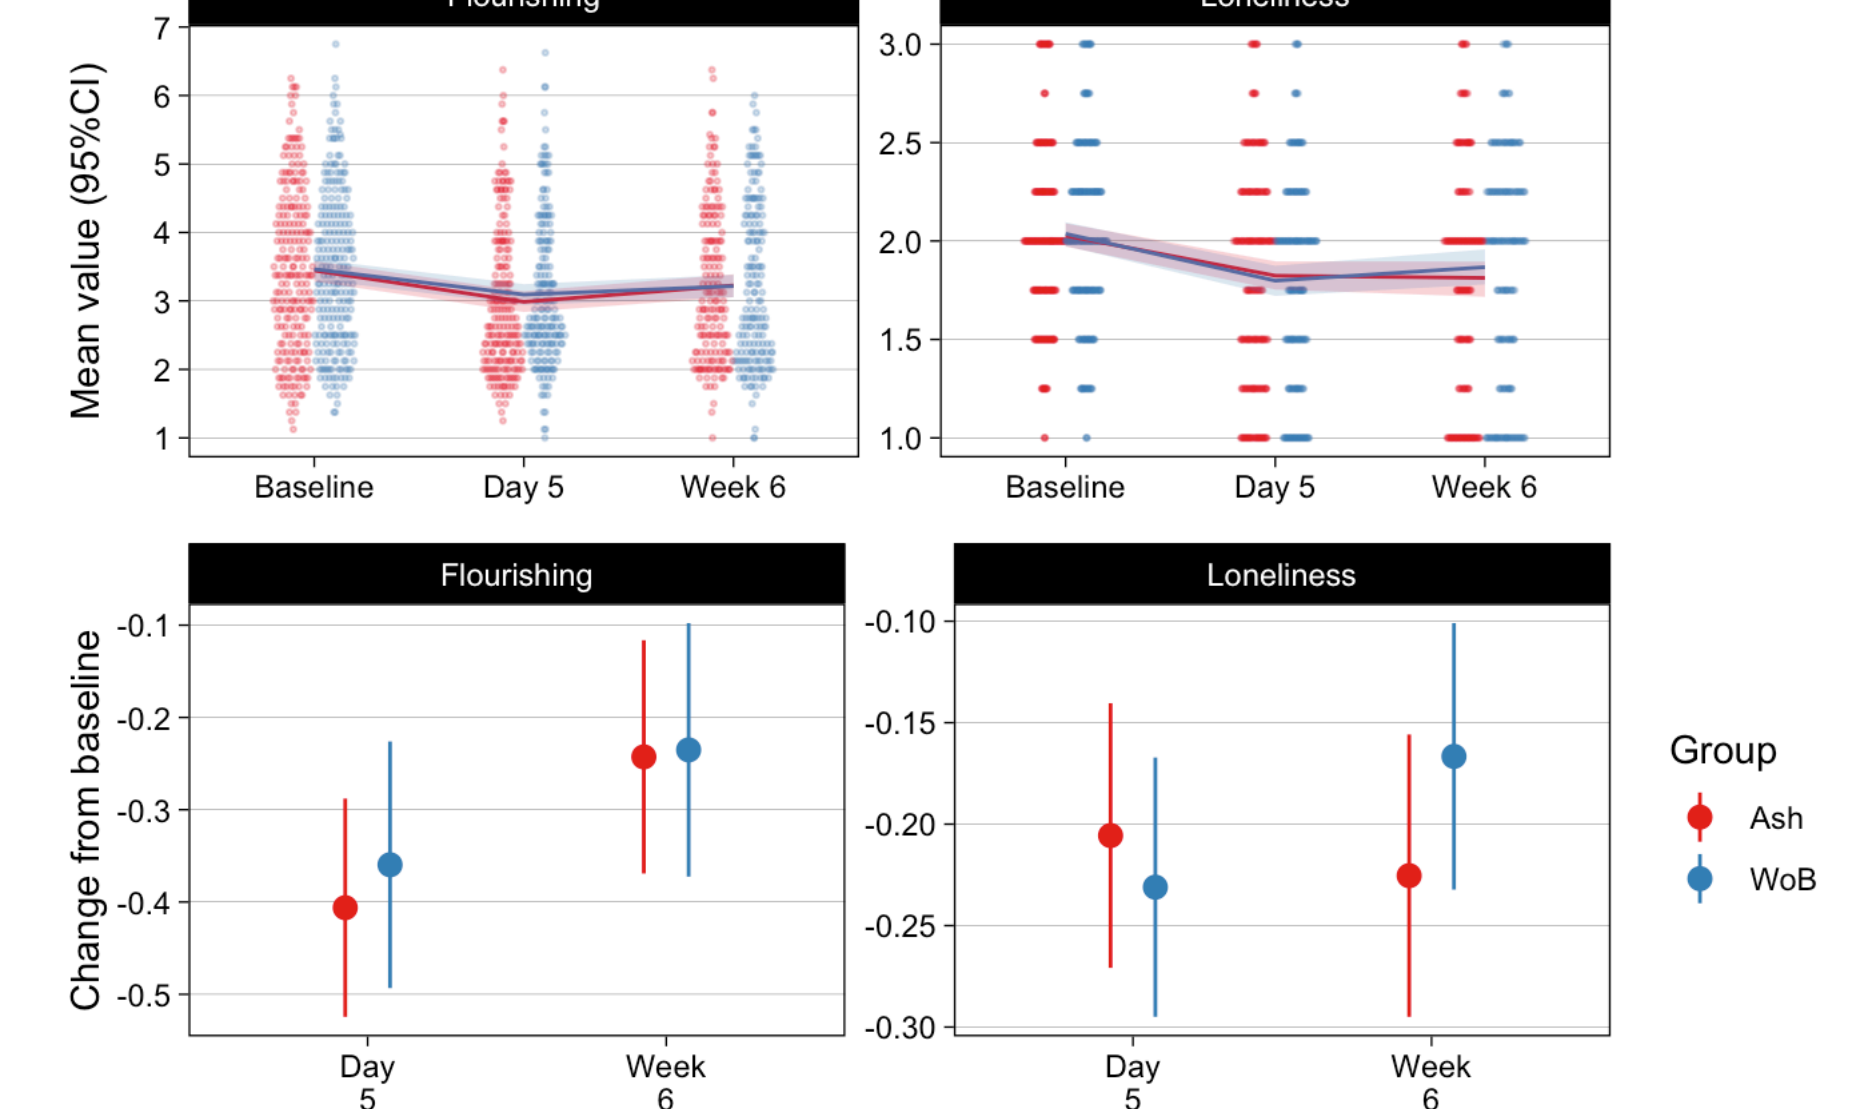 Flourishing
Loneliness
Mean value (95%CI)
7
6
5
4
3
2
1
3.0
2.5
2.0
1.5
1.0
Baseline
Day 5
Week 6
Baseline
Day 5
Week 6
Flourishing
Loneliness
Change from baseline
-0.1
-0.2
-0.3
-0.4
-0.5
-0.10
-0.15
-0.20
-0.25
-0.30
Day
5
Week
6
Day
5
Week
6
Group
Ash
WoB